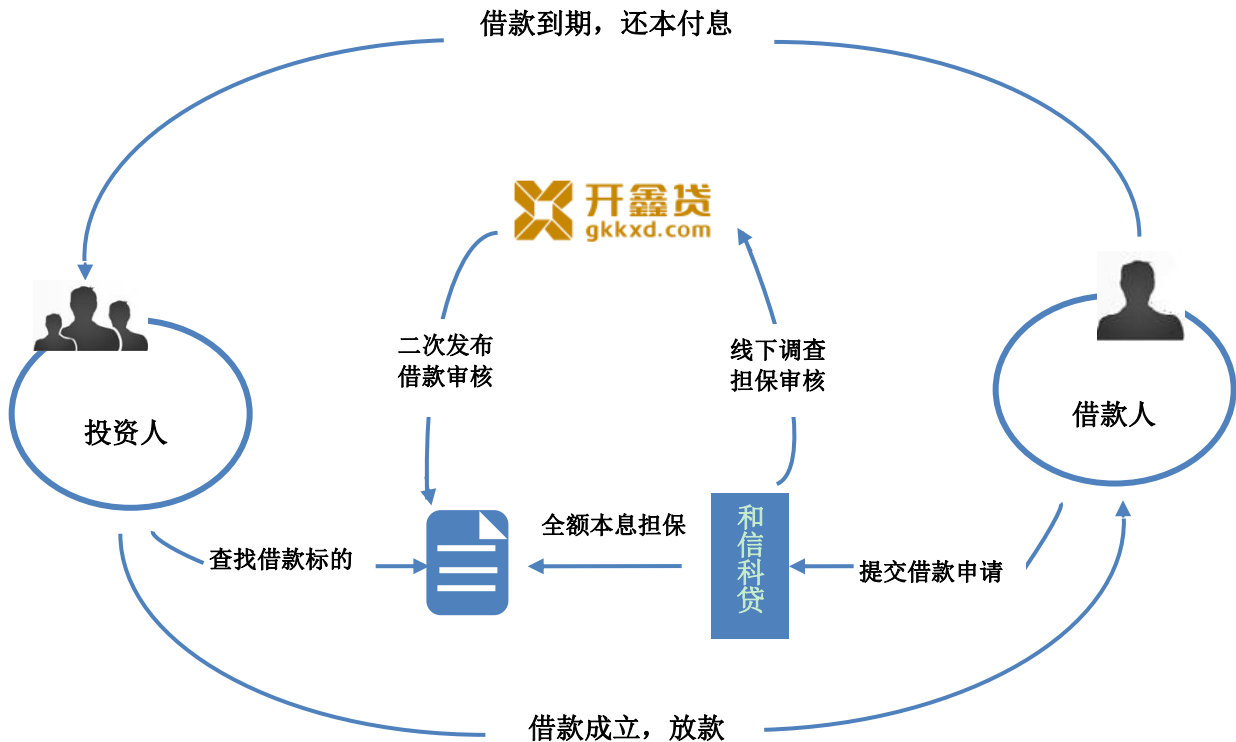 借款到期，还本付息
开鑫贷
gkkxd.com
二次发布
借款审核
线下调查
担保审核
投资人
借款人
全额本息担保
查找借款标的
和
信
科
贷
提交借款申请
借款成立，放款